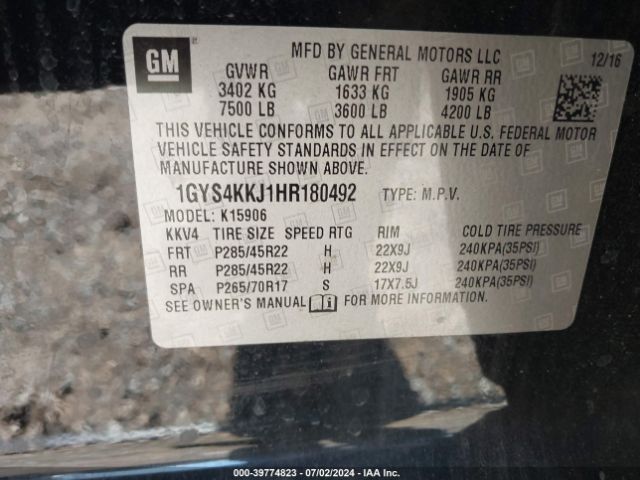 GM
MFD BY GENERAL MOTORS LLC 12/16
GVWR GAWR FRT GAWR RR
3402 KG 1633 KG 1905 KG
7500 LB 3600 LB 4200 LB
THIS VEHICLE CONFORMS TO ALL APPLICABLE U.S. FEDERAL MOTOR
VEHICLE SAFETY STANDARDS IN EFFECT ON THE DATE OF
MANUFACTURE SHOWN ABOVE.
1GYS4KKJ1HR180492 TYPE: M.P.V.
MODEL: K15906
KKV4 TIRE SIZE SPEED RTG RIM COLD TIRE PRESSURE
FRT P285/45R22 H 22X9J 240KPA(35PSI)
RR P285/45R22 H 22X9J 240KPA(35PSI)
SPA P265/70R17 S 17X7.5J 240KPA(35PSI)
SEE OWNER'S MANUAL i FOR MORE INFORMATION.
000-39774823 - 07/02/2024 - IAA Inc.